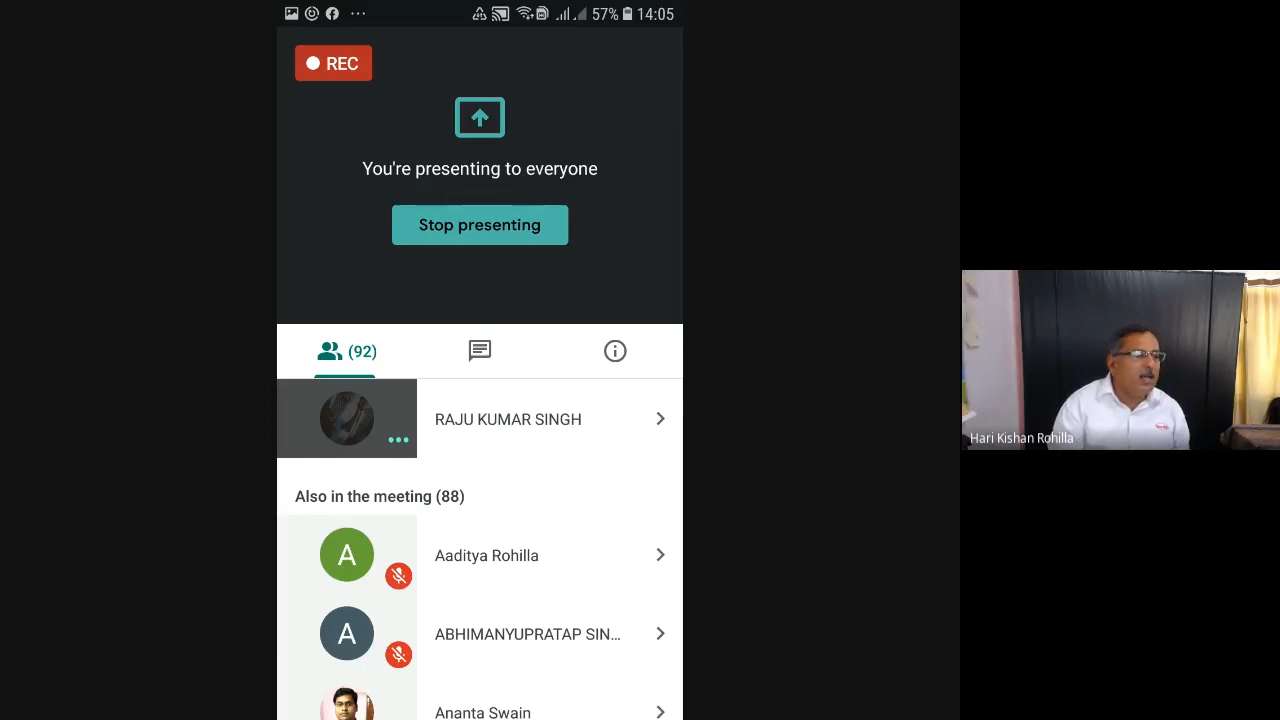 57% 14:05
REC
You're presenting to everyone
Stop presenting
(92)
RAJU KUMAR SINGH
Also in the meeting (88)
A
Aaditya Rohilla
A
ABHIMANYUPRATAP SIN...
Ananta Swain
Hari Kishan Rohilla